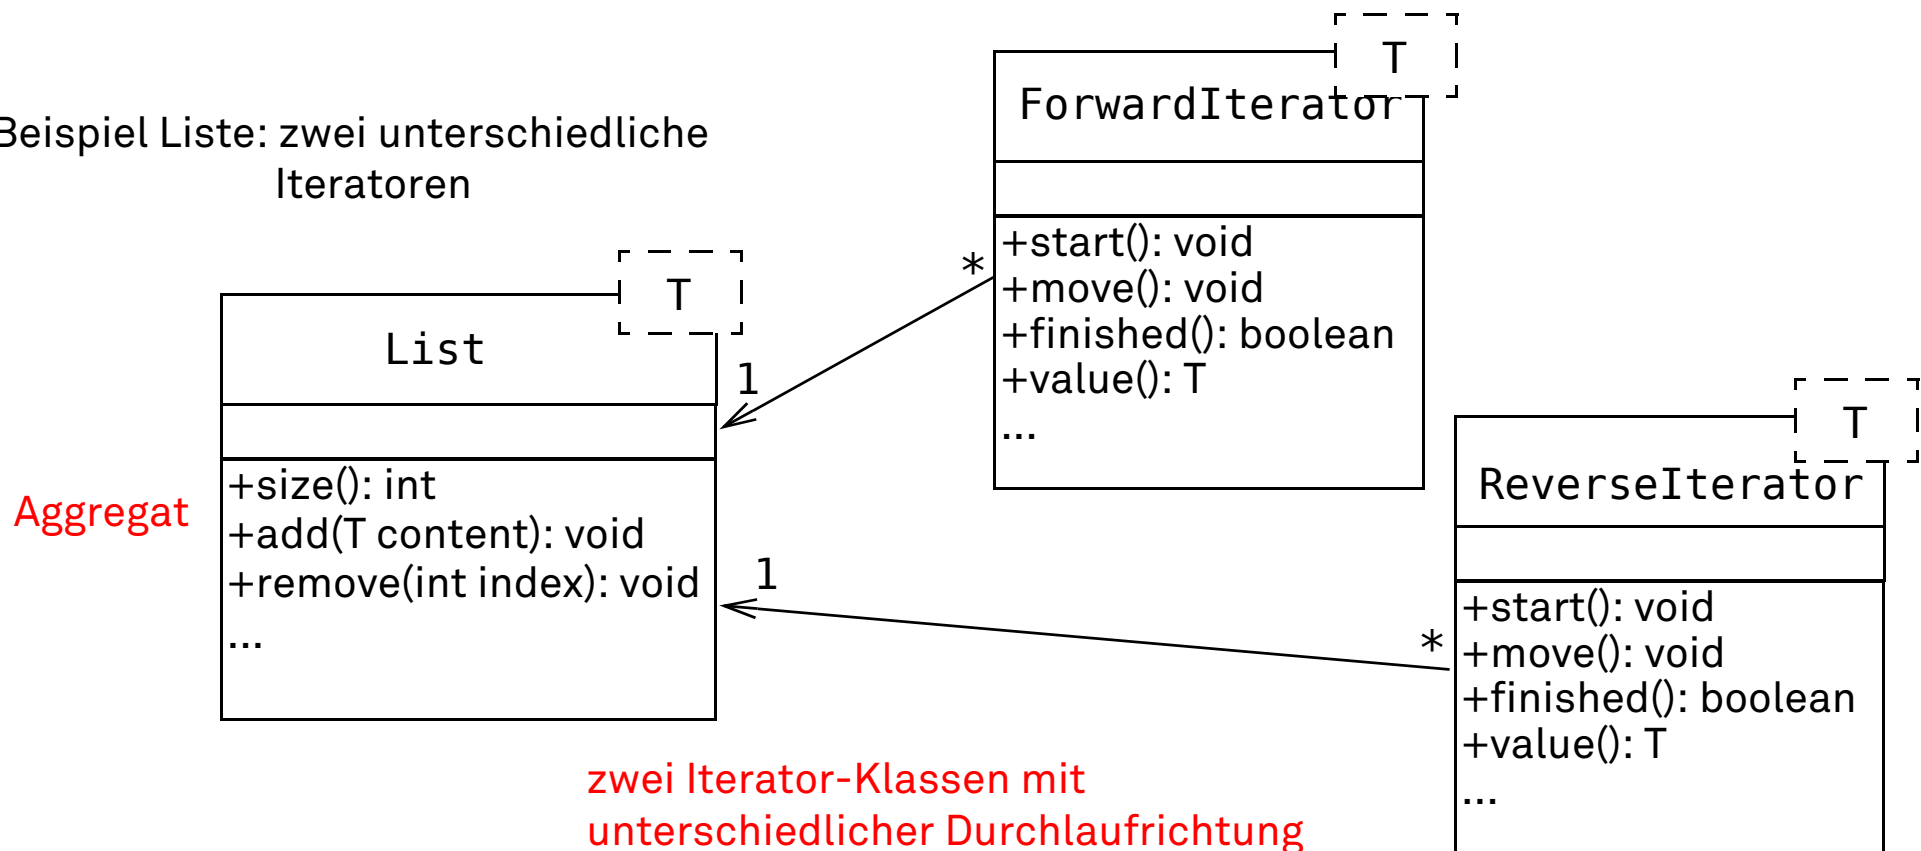 Beispiel Liste: zwei unterschiedliche
Iteratoren
T
ForwardIterator
+start(): void
+move(): void
+finished(): boolean
+value(): T
...
T
List
+size(): int
+add(T content): void
+remove(int index): void
...
Aggregat
*
1
1
*
T
ReverseIterator
+start(): void
+move(): void
+finished(): boolean
+value(): T
...
zwei Iterator-Klassen mit
unterschiedlicher Durchlaufrichtung